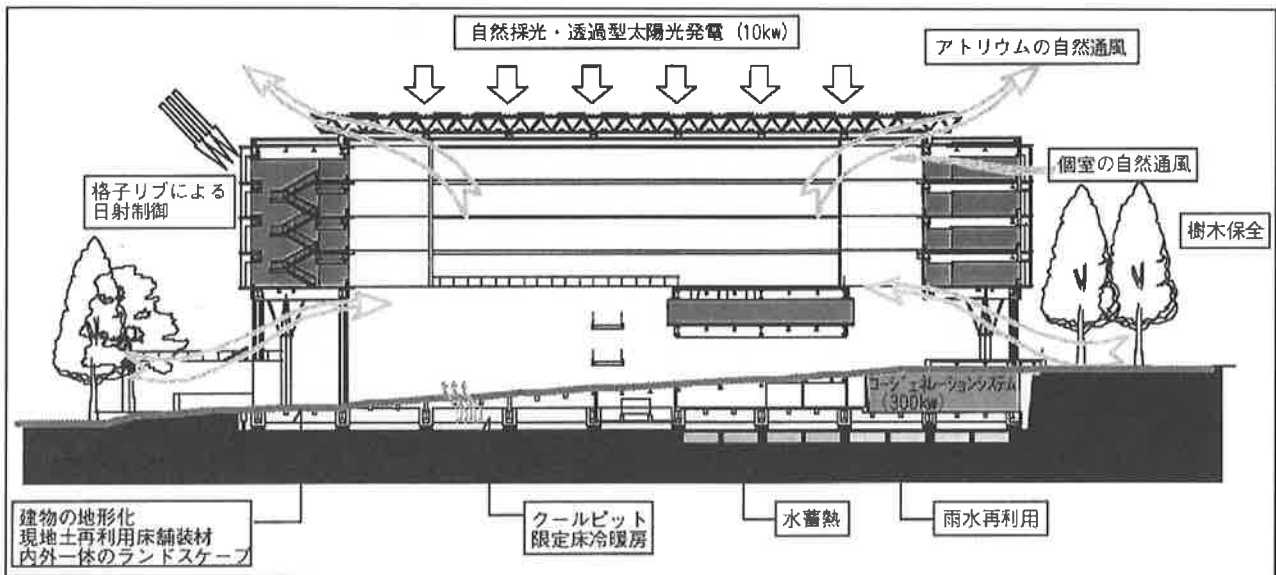 自然採光・透過型太陽光発電 (10kw)
アトリウムの自然通風
個室の自然通風
格子リブによる
日射制御
樹木保全
コージェネレーションシステム
(300kw)
建物の地形化
現地土再利用床舗装材
内外一体のランドスケープ
クールピット
限定床冷暖房
水蓄熱
雨水再利用